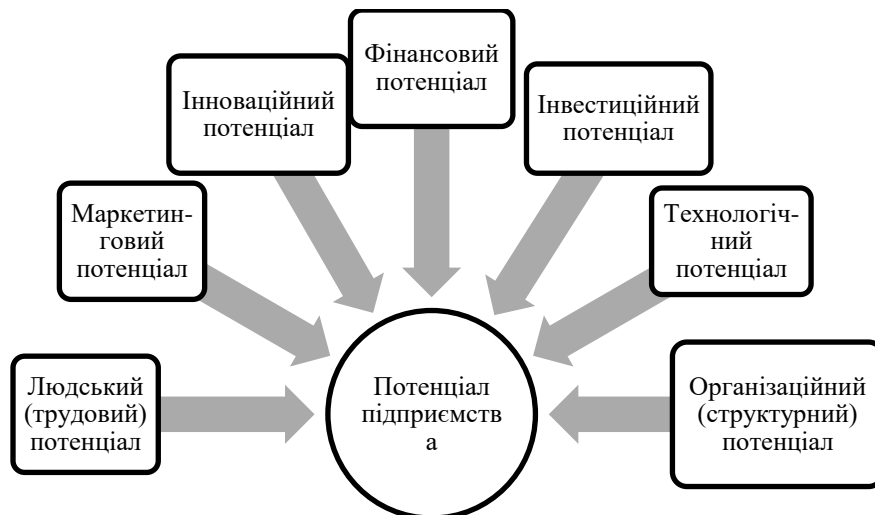 Фінансовий
потенціал
Інноваційний
потенціал
Інвестиційний
потенціал
Маркетин-
говий
потенціал
Технологіч-
ний
потенціал
Людський
(трудовий)
потенціал
Потенціал
підприємств
а
Організаційний
(структурний)
потенціал